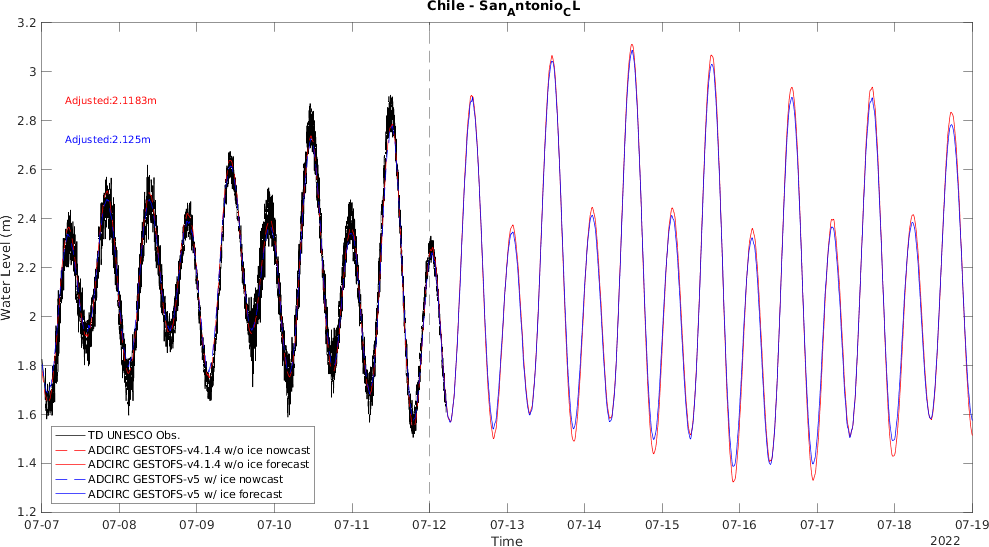 Chile - SanAntonioCL
3.2
3
2.8
2.6
2.4
2.2
2
1.8
1.6
1.4
1.2
Water Level (m)
Adjusted:2.1183m
Adjusted:2.125m
TD UNESCO Obs.
ADCIRC GESTOFS-v4.1.4 w/o ice nowcast
ADCIRC GESTOFS-v4.1.4 w/o ice forecast
ADCIRC GESTOFS-v5 w/ ice nowcast
ADCIRC GESTOFS-v5 w/ ice forecast
07-07 07-08 07-09 07-10 07-11 07-12 07-13 07-14 07-15 07-16 07-17 07-18 07-19
Time
2022